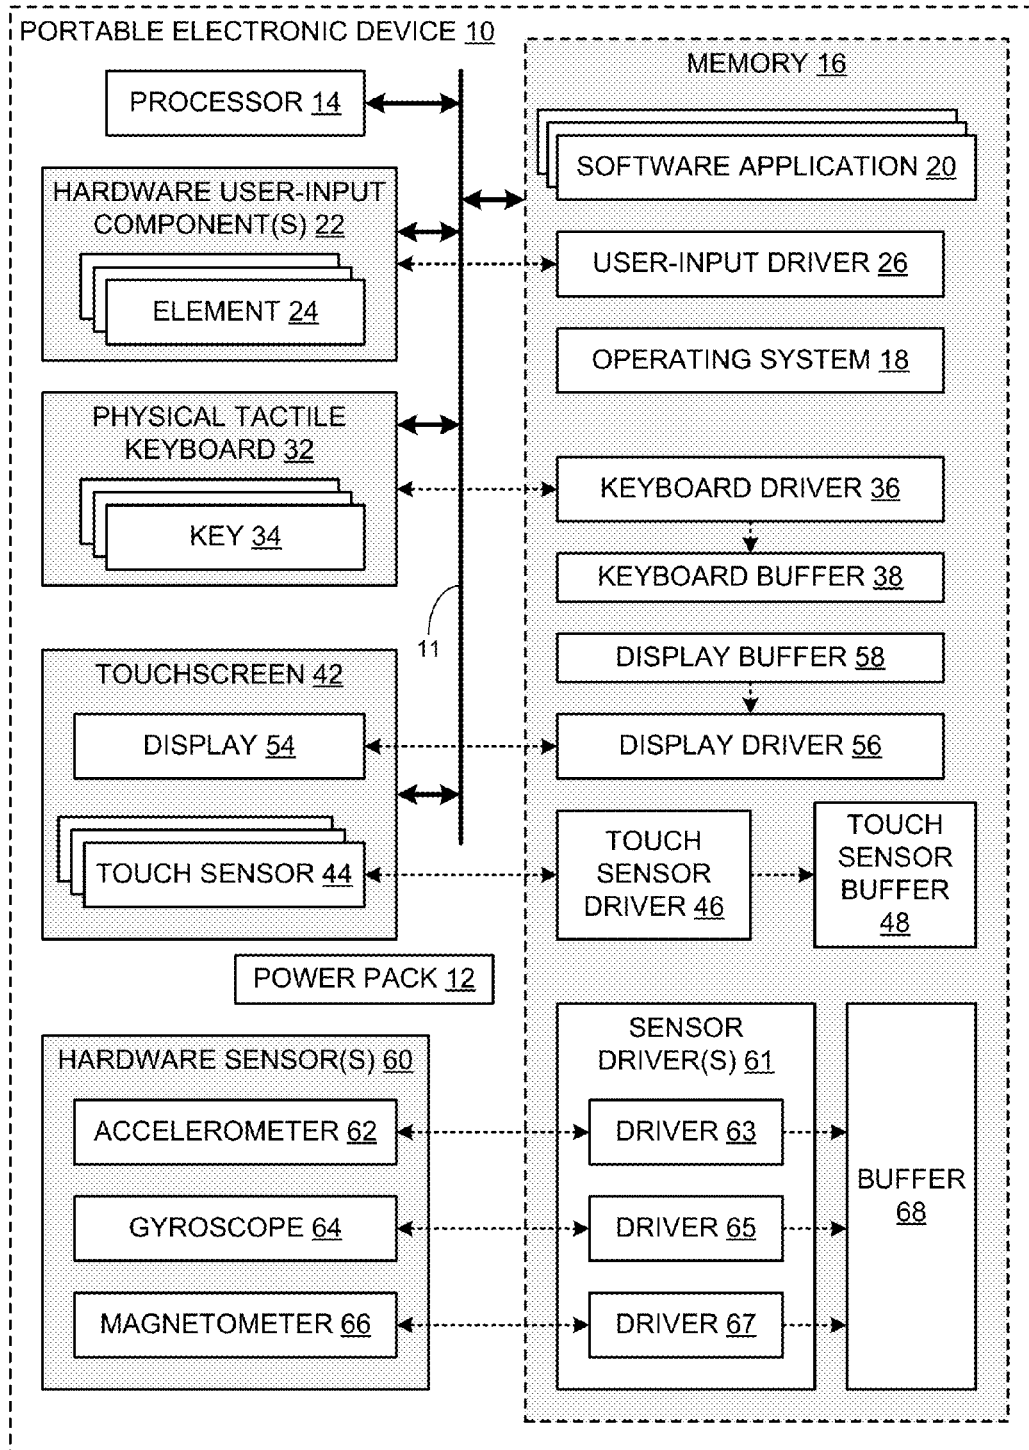 PORTABLE ELECTRONIC DEVICE 10
PROCESSOR 14
HARDWARE USER-INPUT
COMPONENT(S) 22
ELEMENT 24
PHYSICAL TACTILE
KEYBOARD 32
KEY 34
11
TOUCHSCREEN 42
DISPLAY 54
TOUCH SENSOR 44
POWER PACK 12
HARDWARE SENSOR(S) 60
ACCELEROMETER 62
GYROSCOPE 64
MAGNETOMETER 66
MEMORY 16
SOFTWARE APPLICATION 20
USER-INPUT DRIVER 26
OPERATING SYSTEM 18
KEYBOARD DRIVER 36
KEYBOARD BUFFER 38
DISPLAY BUFFER 58
DISPLAY DRIVER 56
TOUCH
SENSOR
DRIVER 46
TOUCH
SENSOR
BUFFER
48
SENSOR
DRIVER(S) 61
DRIVER 63
DRIVER 65
DRIVER 67
BUFFER
68